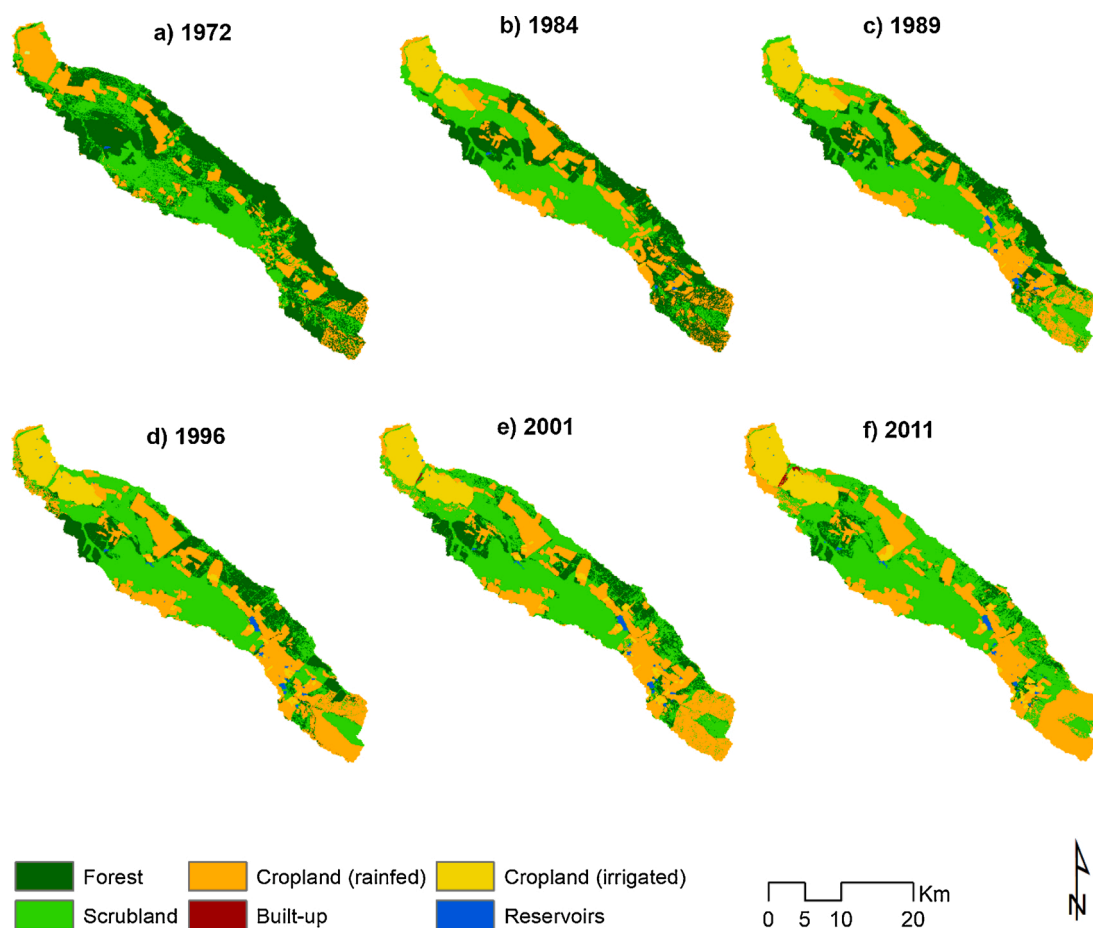 a) 1972
b) 1984
c) 1989
d) 1996
e) 2001
f) 2011
Forest
Cropland (rainfed)
Cropland (irrigated)
Scrubland
Built-up
Reservoirs
Km
0 5 10 20
N